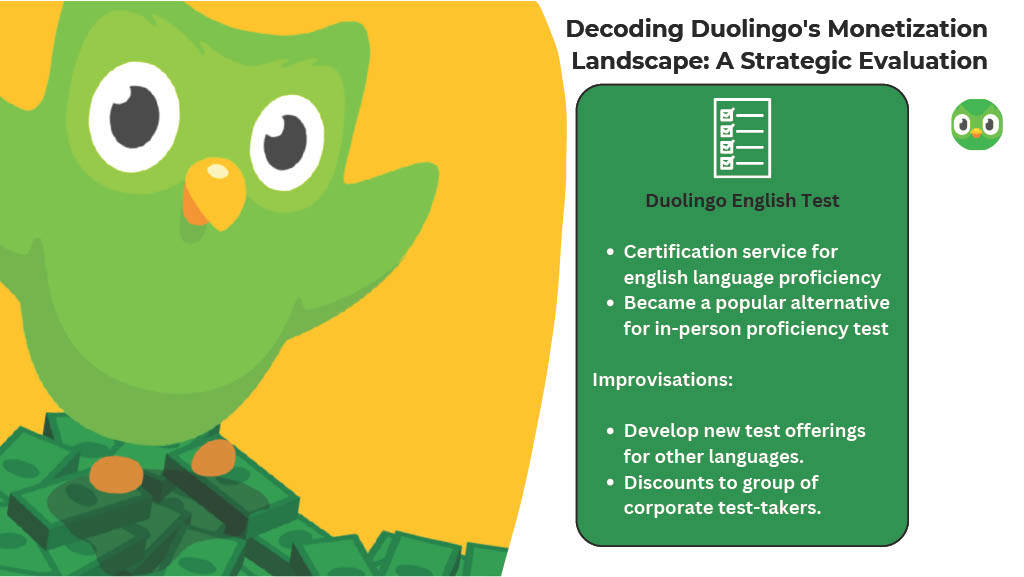 Decoding Duolingo's Monetization
Landscape: A Strategic Evaluation
Duolingo English Test
• Certification service for
english language proficiency
• Became a popular alternative
for in-person proficiency test
Improvisations:
• Develop new test offerings
for other languages.
• Discounts to group of
corporate test-takers.